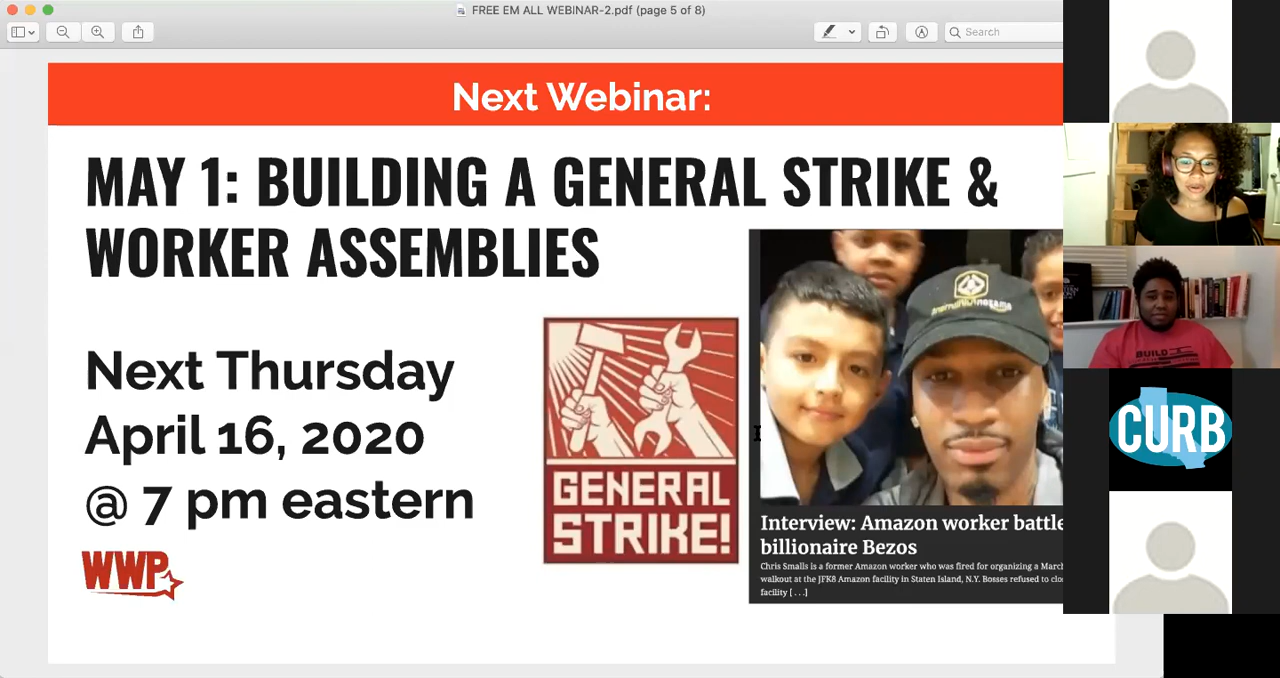 FREE EM ALL WEBINAR-2.pdf (page 5 of 8)
Search
Next Webinar:
MAY 1: BUILDING A GENERAL STRIKE &
WORKER ASSEMBLIES
Next Thursday
April 16, 2020
@ 7 pm eastern
WWP
GENERAL
STRIKE!
Interview: Amazon worker battle
billionaire Bezos
Chris Smalls is a former Amazon worker who was fired for organizing a March
walkout at the JFK8 Amazon facility in Staten Island, N.Y. Bosses refused to clo
facility [ . . .]
BUILD
CURB